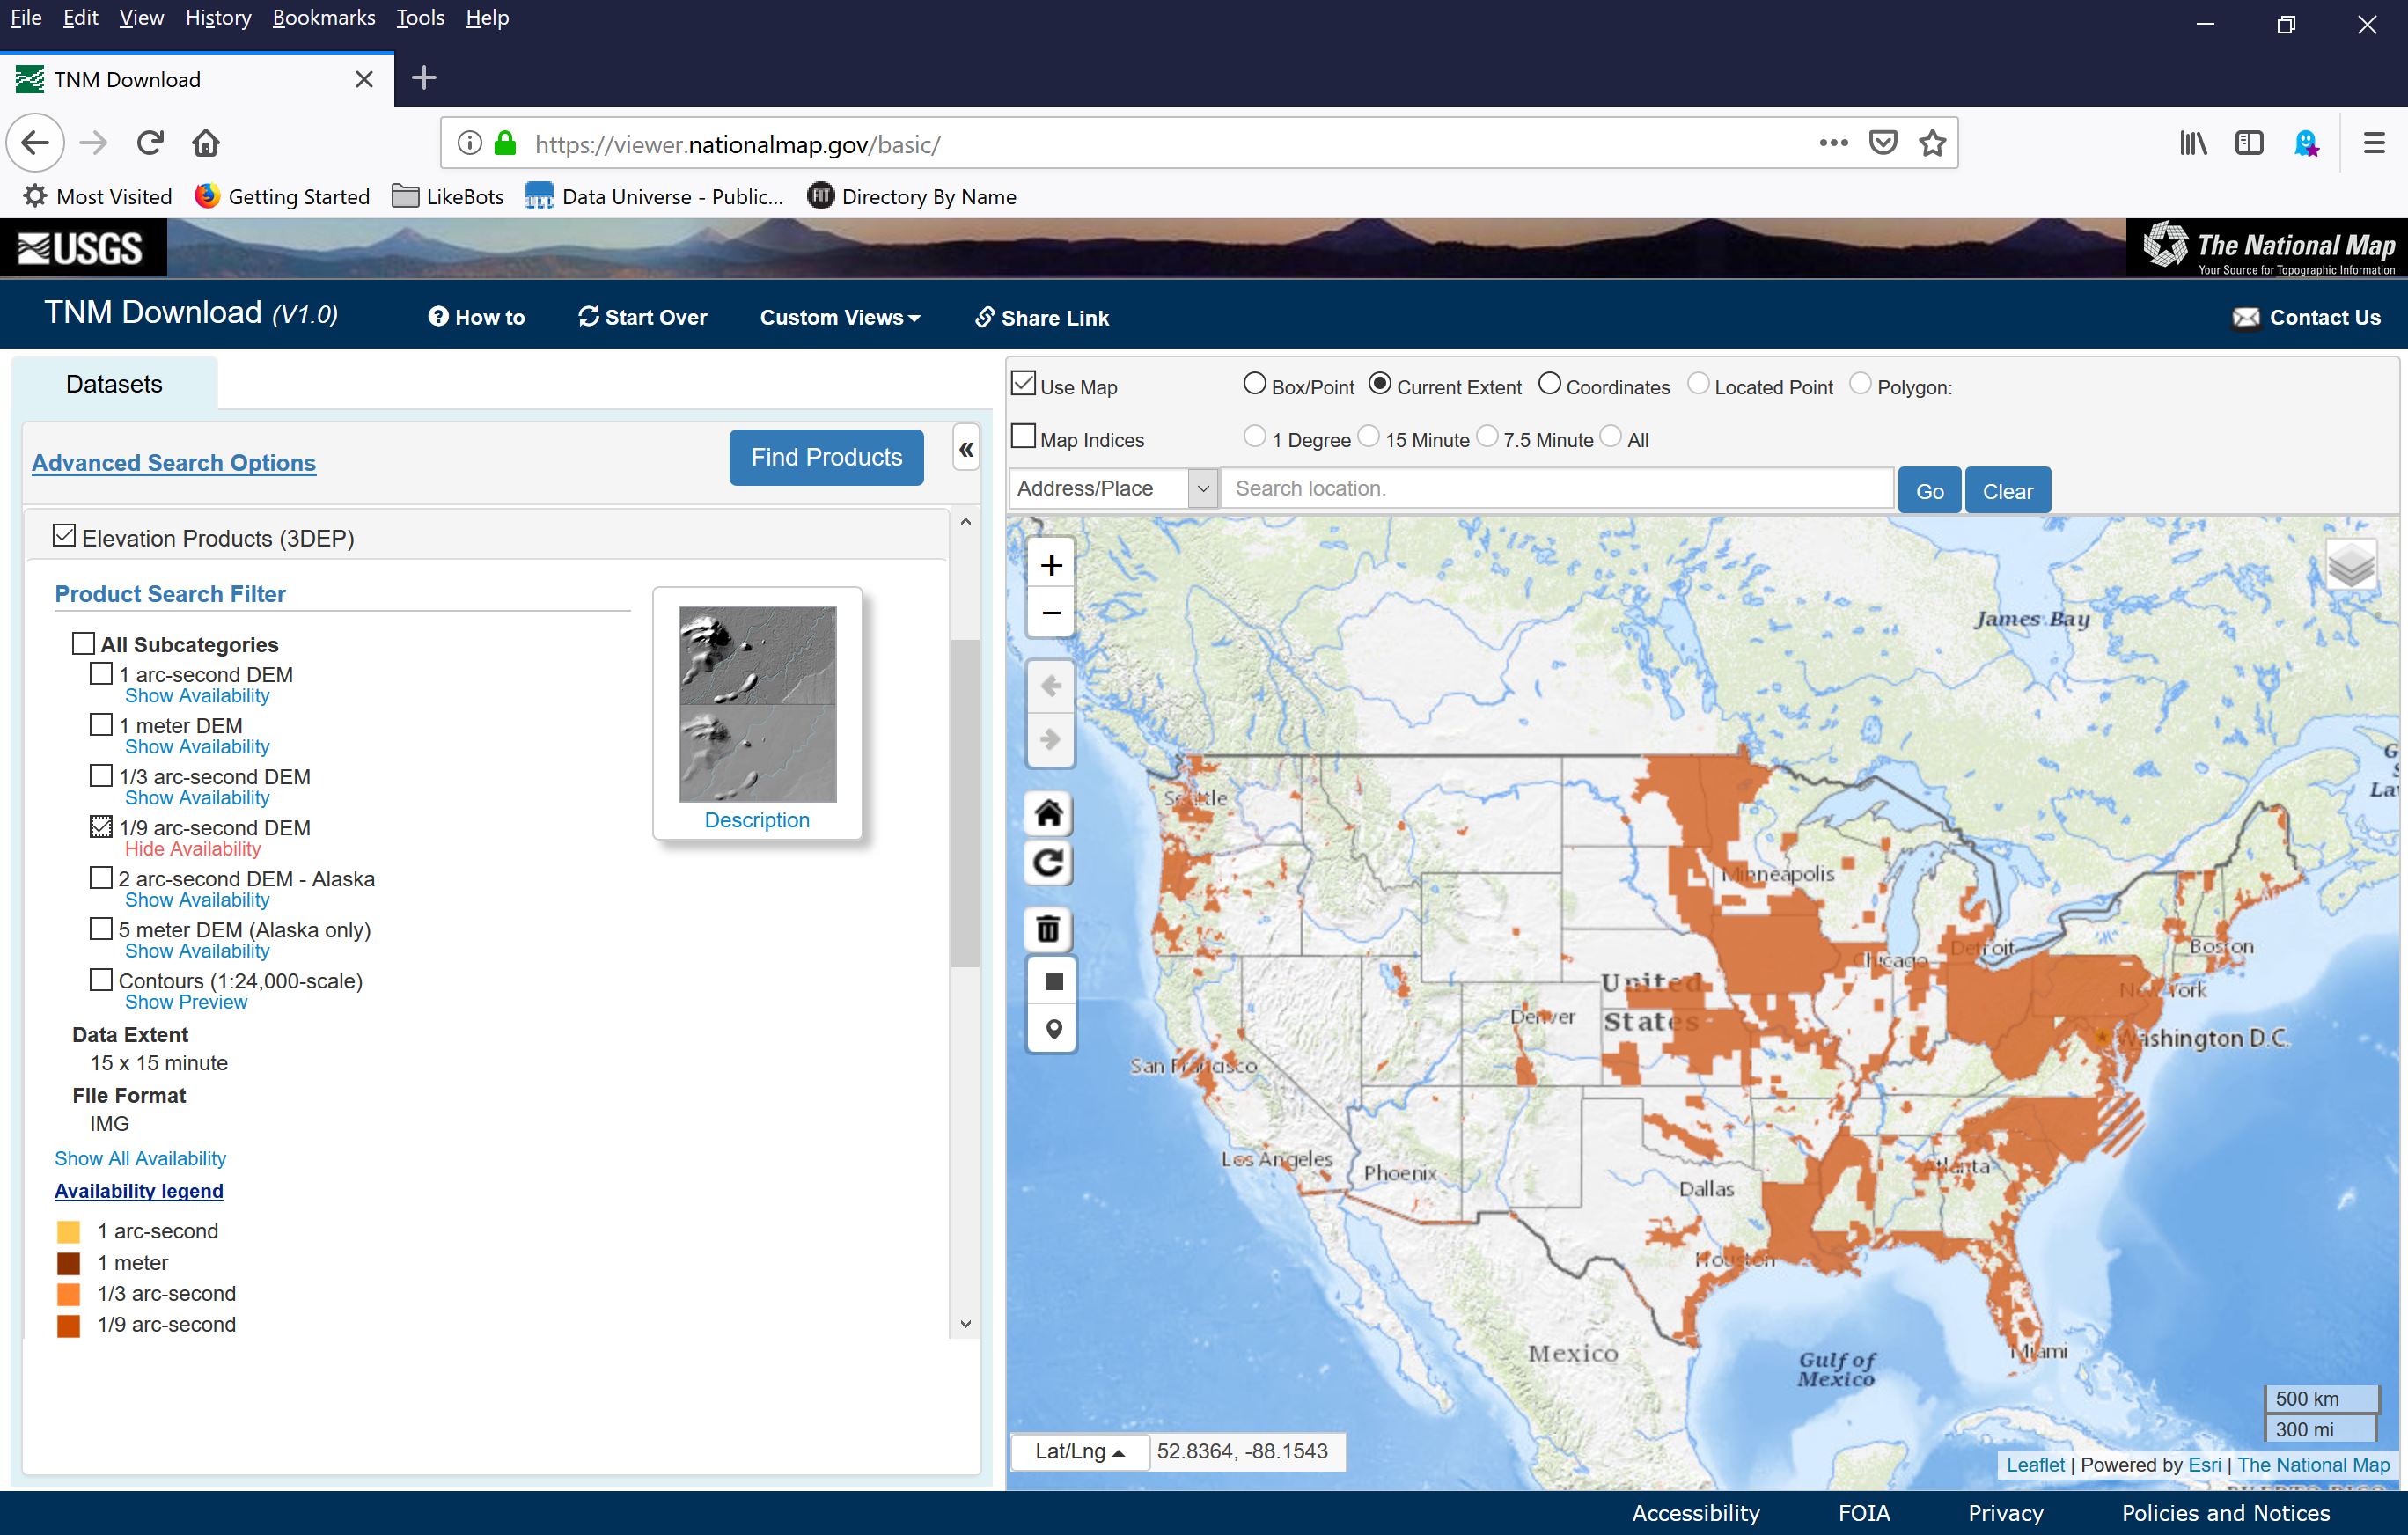 File Edit View History Bookmarks Tools Help
TNM Download
https://viewer.nationalmap.gov/basic/
Most Visited Getting Started LikeBots Data Universe - Public... FIT Directory By Name
USGS
The National Map
Your Source for Topographic Information
TNM Download (V1.0) How to Start Over Custom Views Share Link Contact Us
Datasets
Advanced Search Options Find Products «
Elevation Products (3DEP)
Product Search Filter
All Subcategories
1 arc-second DEM
Show Availability
1 meter DEM
Show Availability
1/3 arc-second DEM
Show Availability
1/9 arc-second DEM
Hide Availability
2 arc-second DEM - Alaska
Show Availability
5 meter DEM (Alaska only)
Show Availability
Contours (1:24,000-scale)
Show Preview
Description
Data Extent
15 x 15 minute
File Format
IMG
Show All Availability
Availability legend
1 arc-second
1 meter
1/3 arc-second
1/9 arc-second
Use Map Box/Point Current Extent Coordinates Located Point Polygon:
Map Indices 1 Degree 15 Minute 7.5 Minute All
Address/Place Search location. Go Clear
+
−
James Bay
Seattle
Minneapolis
Boston
Detroit
Chicago
New York
United
States
Denver
Washington D.C.
San Francisco
Los Angeles
Phoenix
Atlanta
Dallas
Houston
Mexico
Gulf of
Mexico
Miami
500 km
300 mi
Lat/Lng 52.8364, -88.1543
Leaflet | Powered by Esri | The National Map
Accessibility FOIA Privacy Policies and Notices